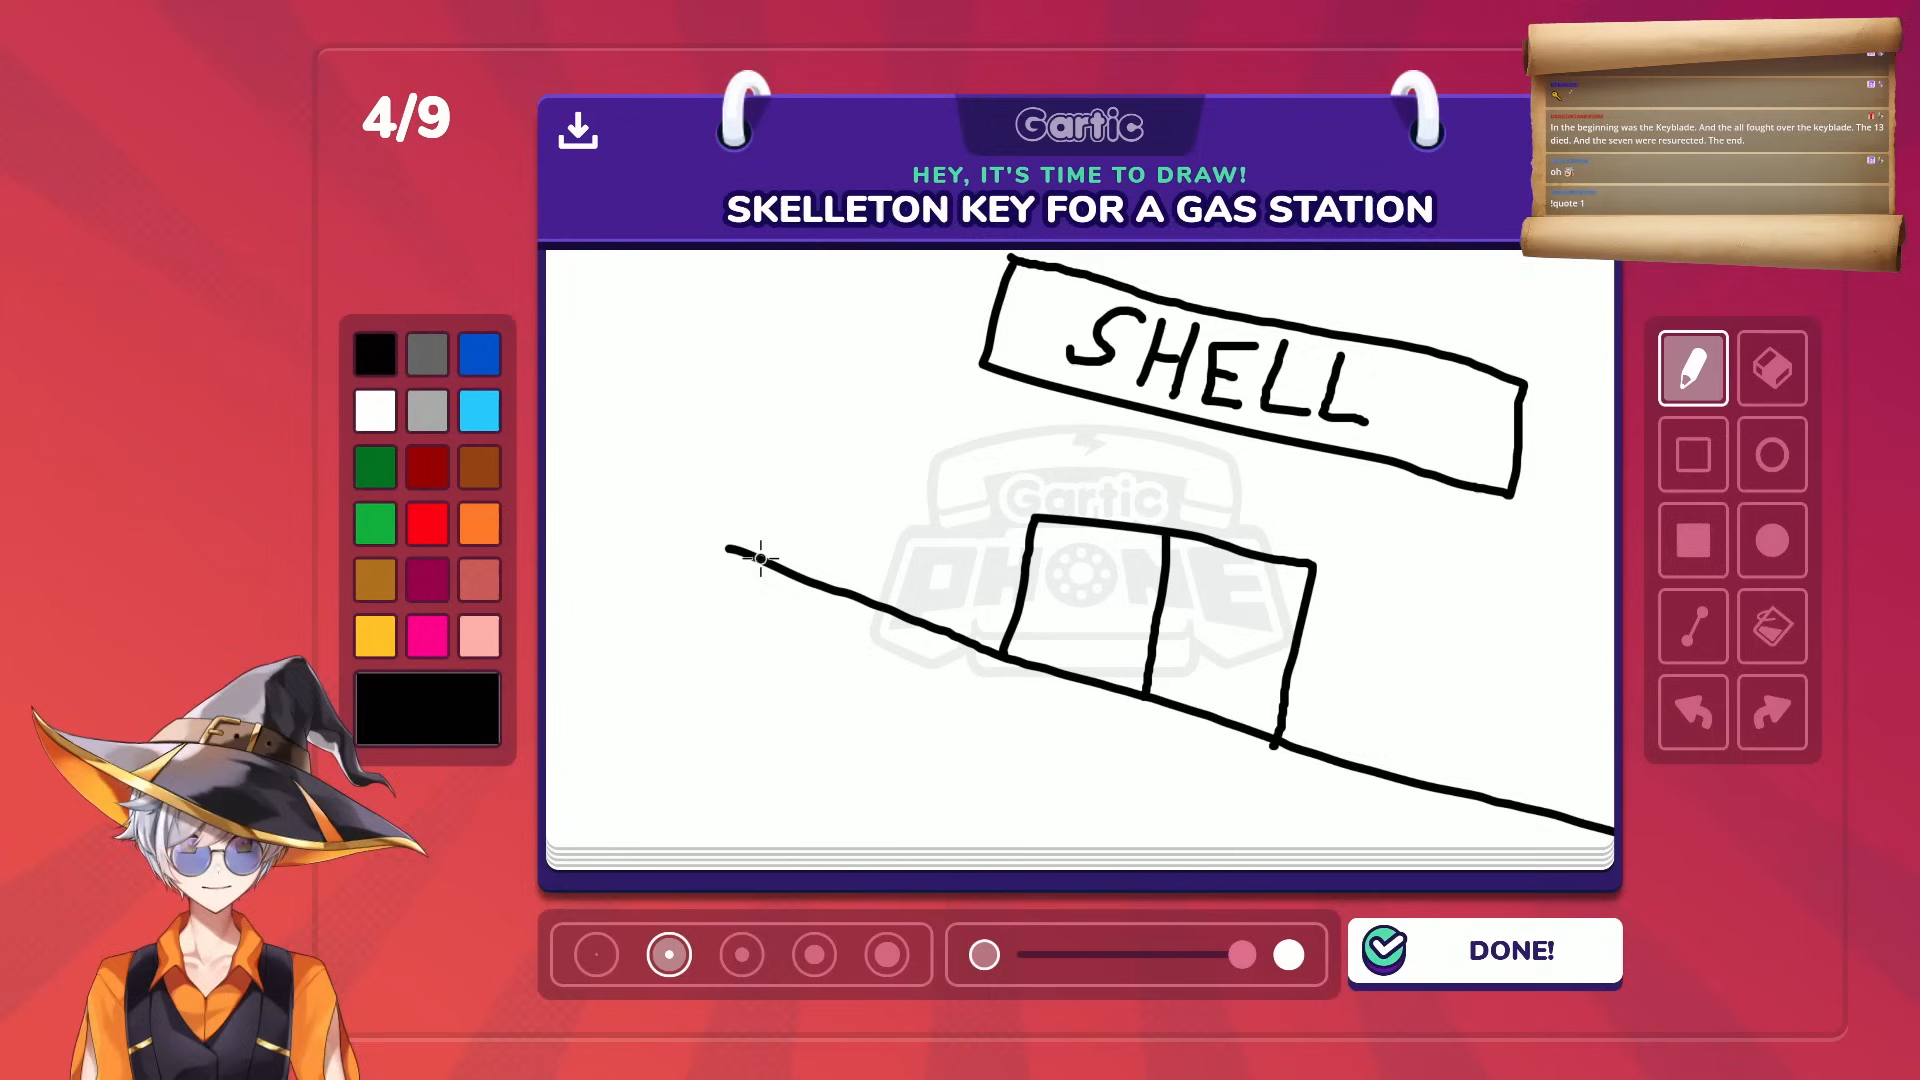 4/9
Gartic
HEY, IT'S TIME TO DRAW!
SKELLETON KEY FOR A GAS STATION
In the beginning was the Keyblade. And the all fought over the keyblade. The 13
died. And the seven were resurected. The end.
oh
!quote 1
SHELL
Gartic
PHONE
DONE!